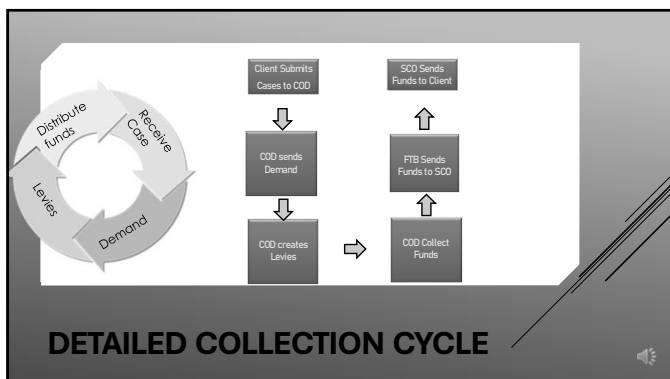 Distribute
funds
Receive
Case
Demand
Levies
Client Submits
Cases to COD
COD sends
Demand
COD creates
Levies
COD Collect
Funds
FTB Sends
Funds to SCO
SCO Sends
Funds to Client
DETAILED COLLECTION CYCLE